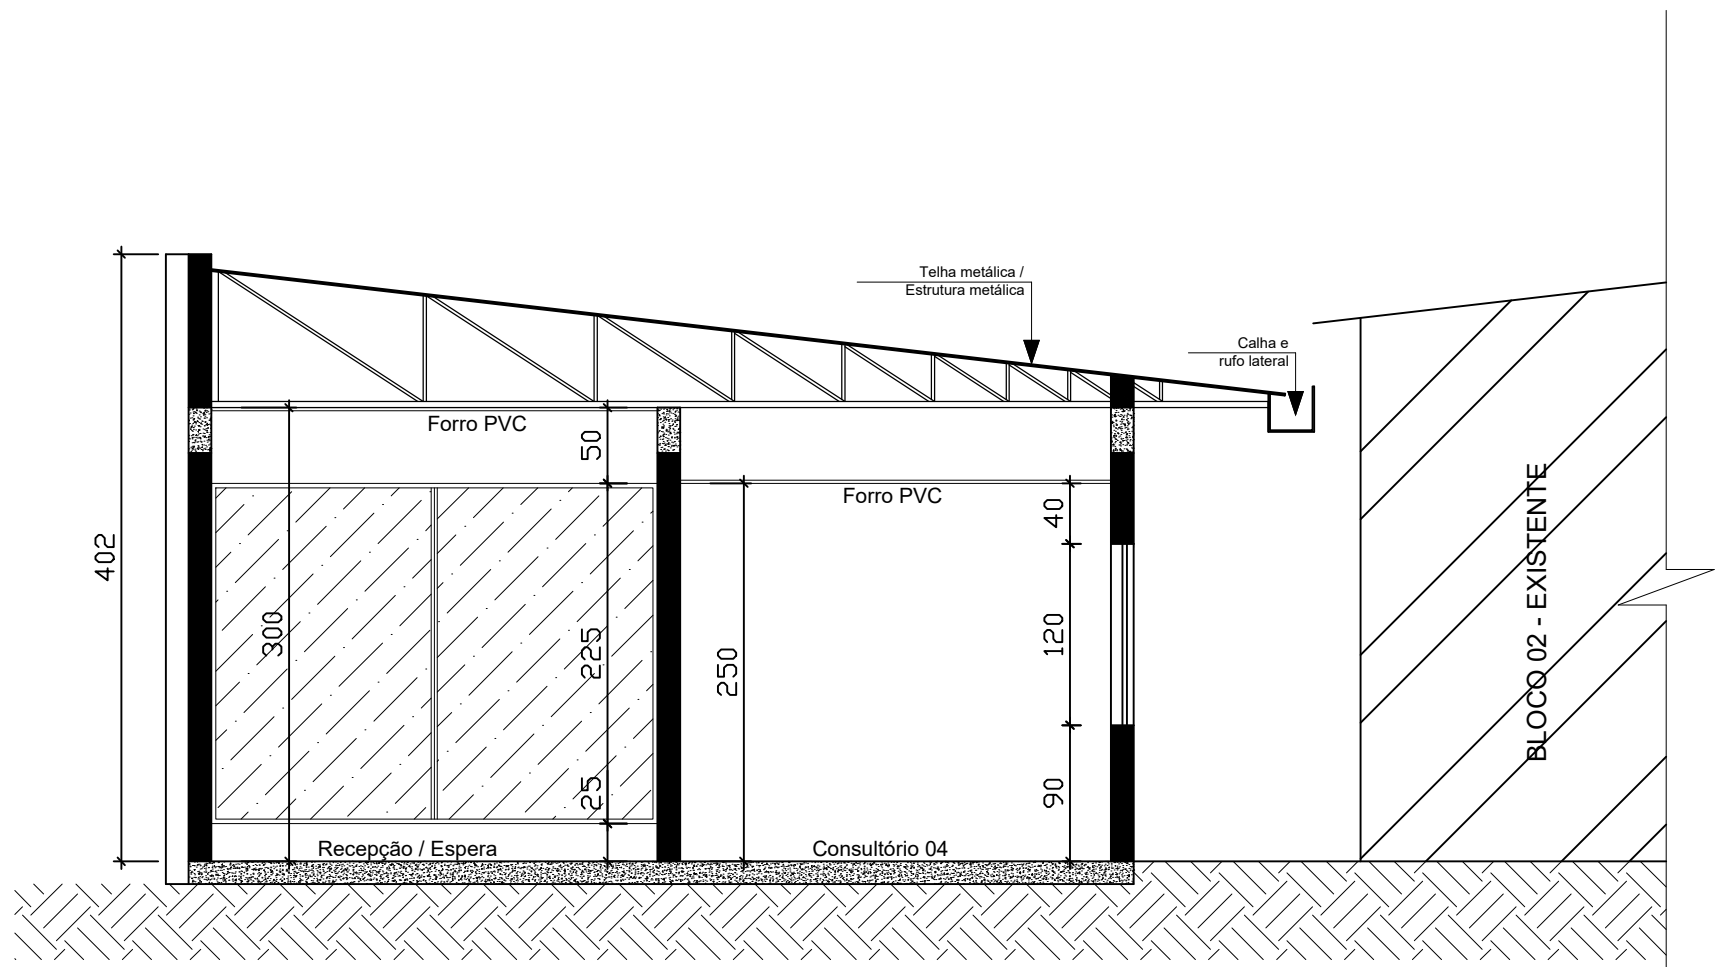 Telha metálica /
Estrutura metálica
Calha e
rufo lateral
Forro PVC
50
Forro PVC
40
402
300
225
250
120
BLOCO 02 - EXISTENTE
25
90
Recepção / Espera
Consultório 04